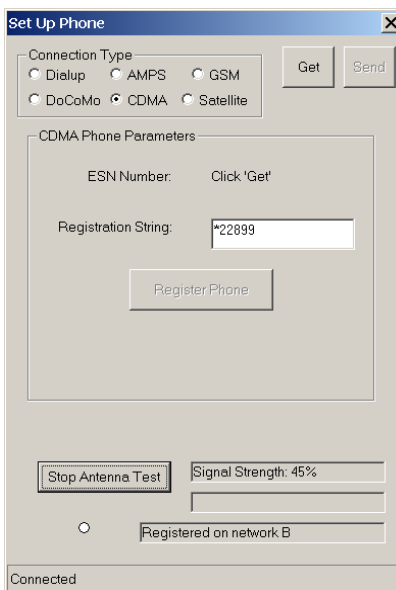 Set Up Phone
Connection Type
Dialup AMPS GSM
DoCoMo CDMA Satellite
Get Send
CDMA Phone Parameters
ESN Number: Click 'Get'
Registration String: *22899
Register Phone
Stop Antenna Test
Signal Strength: 45%
Registered on network B
Connected